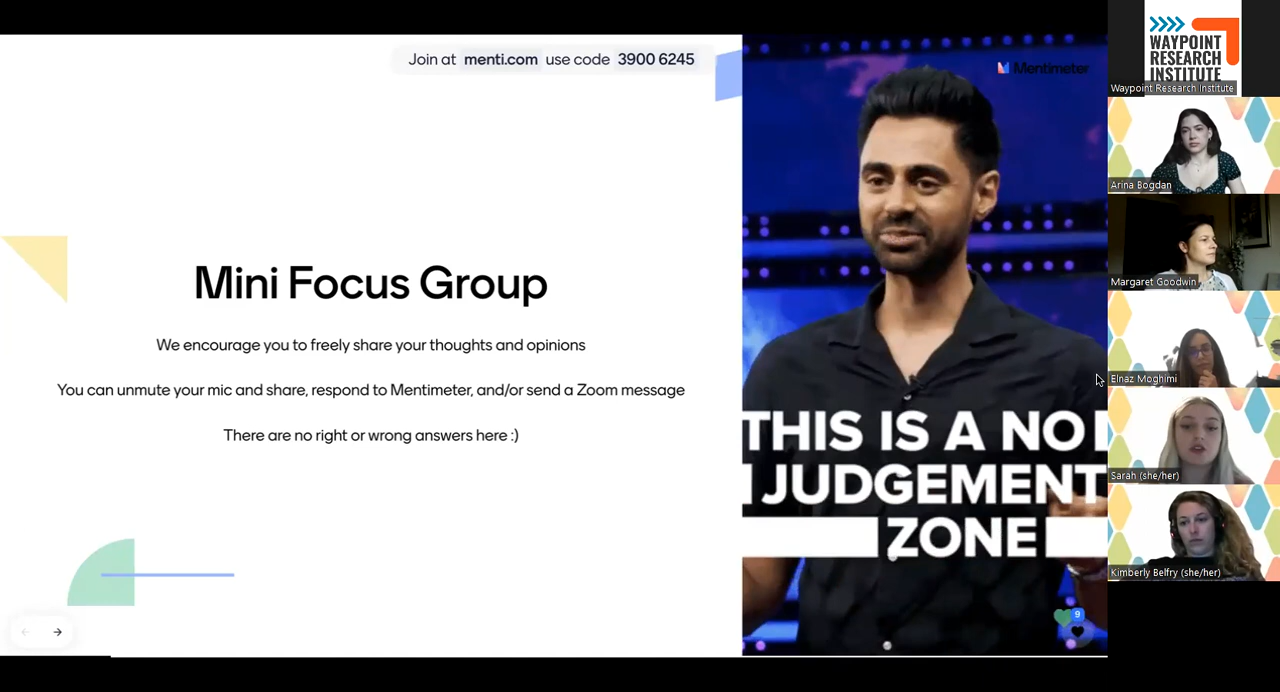 Join at menti.com use code 3900 6245
Mentimeter
Mini Focus Group
We encourage you to freely share your thoughts and opinions
You can unmute your mic and share, respond to Mentimeter, and/or send a Zoom message
There are no right or wrong answers here :)
THIS IS A NO
JUDGEMENT
ZONE
9
WAYPOINT
RESEARCH
INSTITUTE
Waypoint Research Institute
Arina Bogdan
Margaret Goodwin
Elnaz Moghimi
Sarah (she/her)
Kimberly Belfry (she/her)